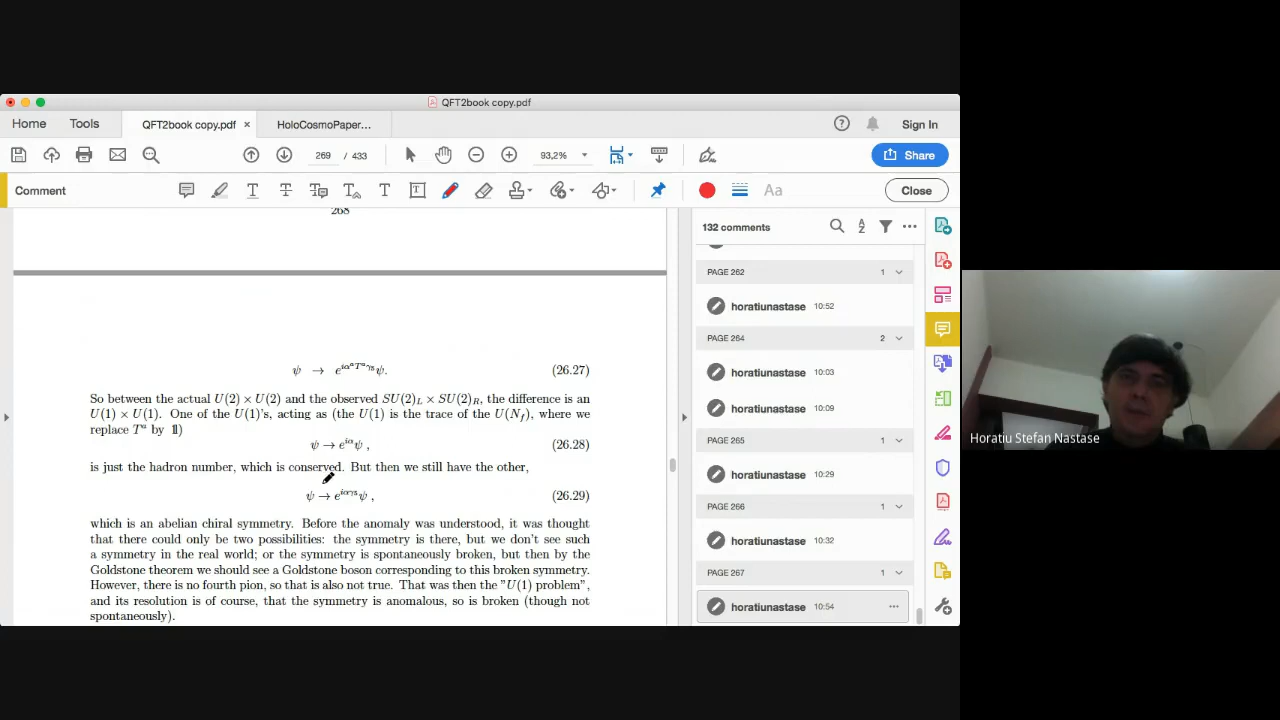 QFT2book copy.pdf
Home Tools QFT2book copy.pdf × HoloCosmoPaper... Sign In
269 / 433 93,2% Share
Comment Aa Close
268
132 comments
PAGE 262 1
horatiunastase 10:52
PAGE 264 2
horatiunastase 10:03
horatiunastase 10:09
PAGE 265 1
horatiunastase 10:29
PAGE 266 1
horatiunastase 10:32
PAGE 267 1
horatiunastase 10:54
ψ → e^{iα^a T^a γ_5}ψ. (26.27)
So between the actual U(2) × U(2) and the observed SU(2)_L × SU(2)_R, the difference is an
U(1) × U(1). One of the U(1)'s, acting as (the U(1) is the trace of the U(N_f), where we
replace T^a by 1)
ψ → e^{iα}ψ , (26.28)
is just the hadron number, which is conserved. But then we still have the other,
ψ → e^{iαγ_5}ψ , (26.29)
which is an abelian chiral symmetry. Before the anomaly was understood, it was thought
that there could only be two possibilities: the symmetry is there, but we don't see such
a symmetry in the real world; or the symmetry is spontaneously broken, but then by the
Goldstone theorem we should see a Goldstone boson corresponding to this broken symmetry.
However, there is no fourth pion, so that is also not true. That was then the "U(1) problem",
and its resolution is of course, that the symmetry is anomalous, so is broken (though not
spontaneously).
Horatiu Stefan Nastase